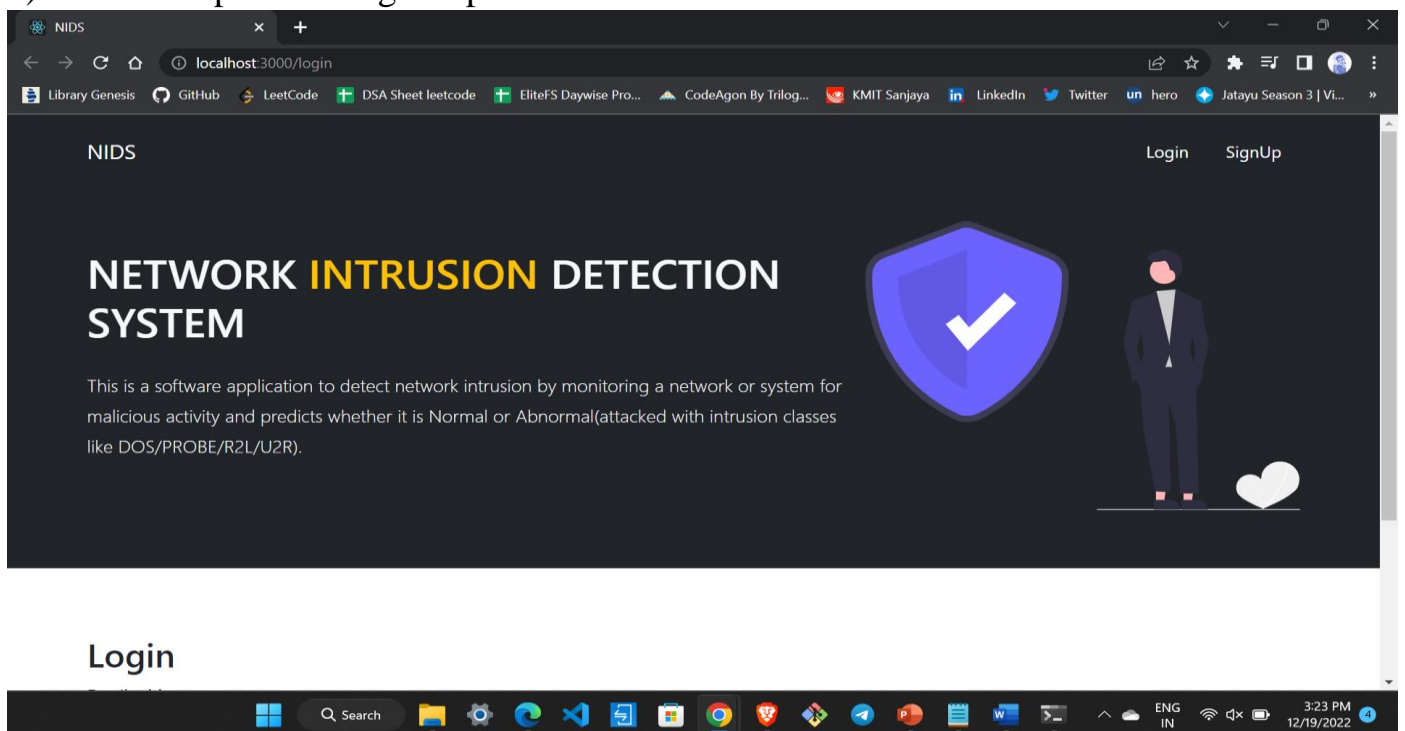 NIDS
localhost:3000/login
Library Genesis GitHub LeetCode DSA Sheet leetcode EliteFS Daywise Pro... CodeAgon By Trilog... KMIT Sanjaya in LinkedIn Twitter un hero Jatayu Season 3 | Vi... »
NIDS Login SignUp
NETWORK INTRUSION DETECTION
SYSTEM
This is a software application to detect network intrusion by monitoring a network or system for
malicious activity and predicts whether it is Normal or Abnormal(attacked with intrusion classes
like DOS/PROBE/R2L/U2R).
Login
Search ENG 3:23 PM
IN 12/19/2022 4